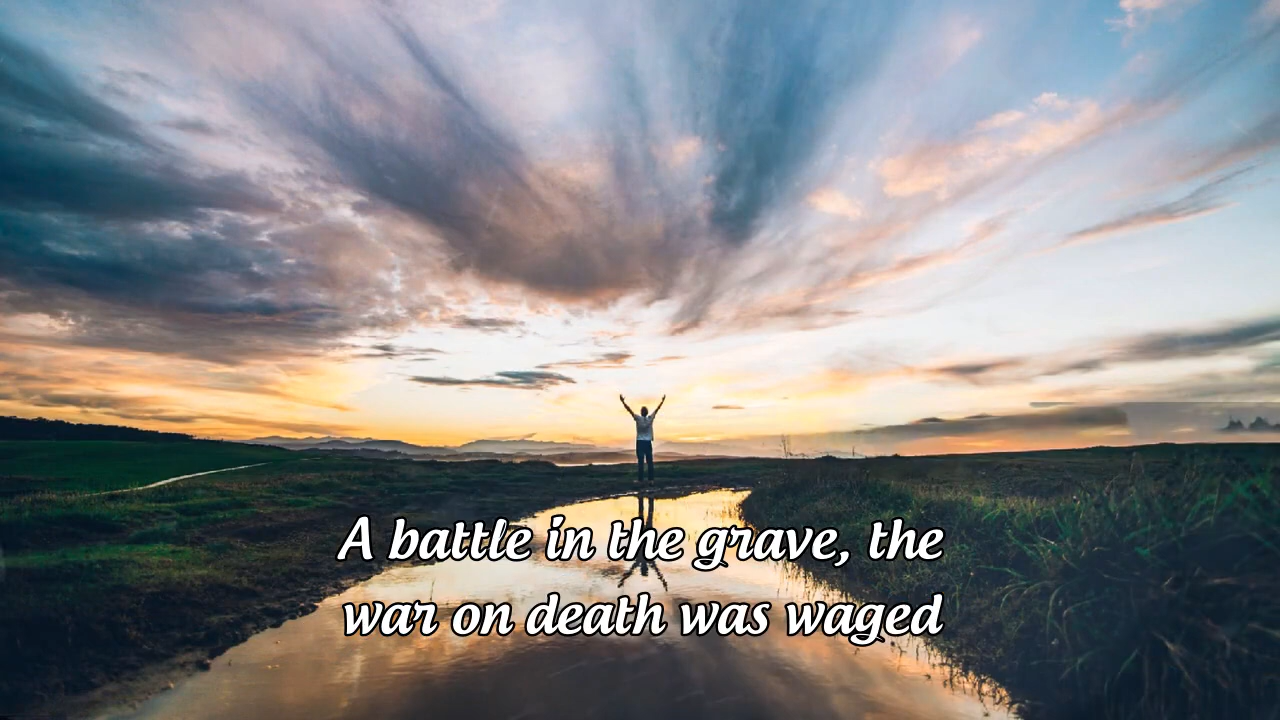 A battle in the grave, the
war on death was waged